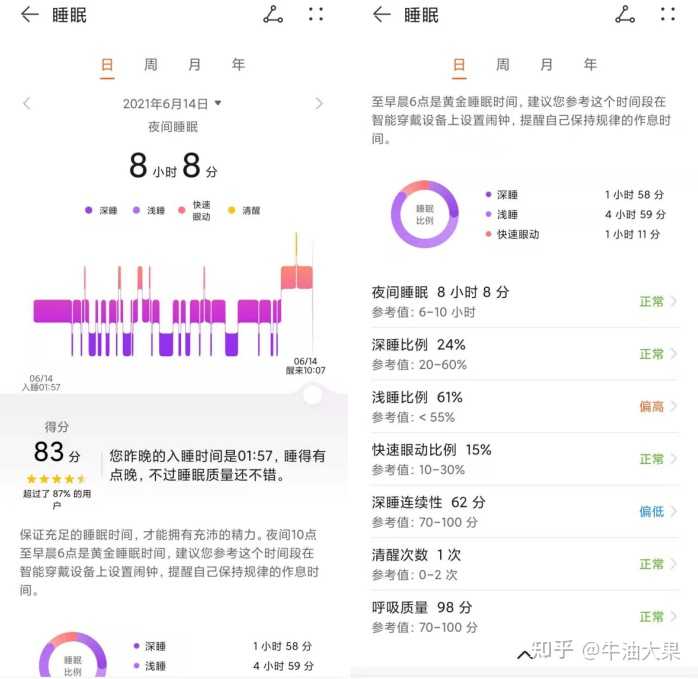 睡眠
日 周 月 年
2021年6月14日
夜间睡眠
8 小时 8 分
深睡 浅睡 快速眼动 清醒
06/14
入睡01:57
06/14
醒来10:07
得分
83 分
超过了 87% 的用
户
您昨晚的入睡时间是01:57，睡得有
点晚，不过睡眠质量还不错。
保证充足的睡眠时间，才能拥有充沛的精力。夜间10点
至早晨6点是黄金睡眠时间，建议您参考这个时间段在
智能穿戴设备上设置闹钟，提醒自己保持规律的作息时
间。
睡眠
比例
深睡 1 小时 58 分
浅睡 4 小时 59 分
睡眠
日 周 月 年
至早晨6点是黄金睡眠时间，建议您参考这个时间段在
智能穿戴设备上设置闹钟，提醒自己保持规律的作息时
间。
睡眠
比例
深睡 1 小时 58 分
浅睡 4 小时 59 分
快速眼动 1 小时 11 分
夜间睡眠 8 小时 8 分
参考值: 6-10 小时
正常
深睡比例 24%
参考值: 20-60%
正常
浅睡比例 61%
参考值: < 55%
偏高
快速眼动比例 15%
参考值: 10-30%
正常
深睡连续性 62 分
参考值: 70-100 分
偏低
清醒次数 1 次
参考值: 0-2 次
正常
呼吸质量 98 分
参考值: 70-100 分
正常
知乎 @牛油大果